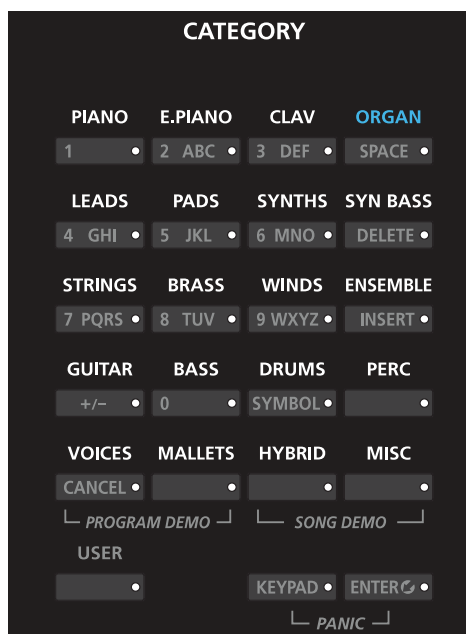 CATEGORY
PIANO E.PIANO CLAV ORGAN
1 2 ABC 3 DEF SPACE
LEADS PADS SYNTHS SYN BASS
4 GHI 5 JKL 6 MNO DELETE
STRINGS BRASS WINDS ENSEMBLE
7 PQRS 8 TUV 9 WXYZ INSERT
GUITAR BASS DRUMS PERC
+/− 0 SYMBOL
VOICES MALLETS HYBRID MISC
CANCEL
PROGRAM DEMO SONG DEMO
USER
KEYPAD ENTER
PANIC